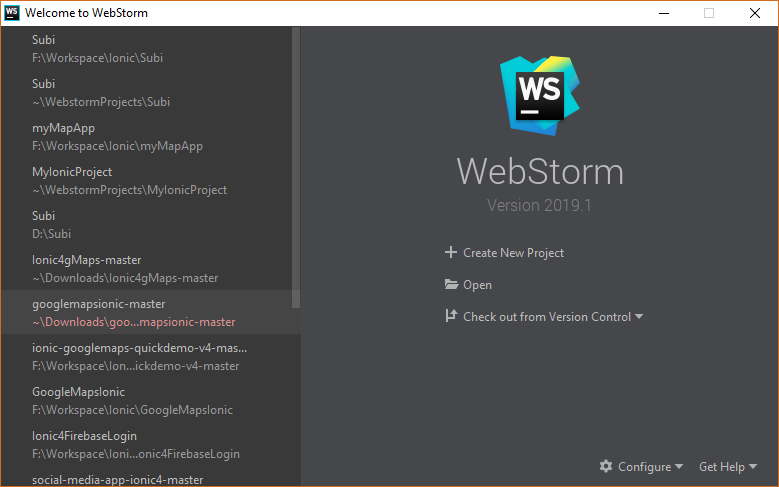 Welcome to WebStorm
Subi
F:\Workspace\Ionic\Subi
Subi
~\WebstormProjects\Subi
myMapApp
F:\Workspace\Ionic\myMapApp
MyIonicProject
~\WebstormProjects\MyIonicProject
Subi
D:\Subi
Ionic4gMaps-master
~\Downloads\Ionic4gMaps-master
googlemapsionic-master
~\Downloads\goo...mapsionic-master
ionic-googlemaps-quickdemo-v4-mas...
F:\Workspace\Ion...ickdemo-v4-master
GoogleMapsIonic
F:\Workspace\Ionic\GoogleMapsIonic
Ionic4FirebaseLogin
F:\Workspace\Ioni...onic4FirebaseLogin
social-media-app-ionic4-master
WS
WebStorm
Version 2019.1
Create New Project
Open
Check out from Version Control
Configure
Get Help